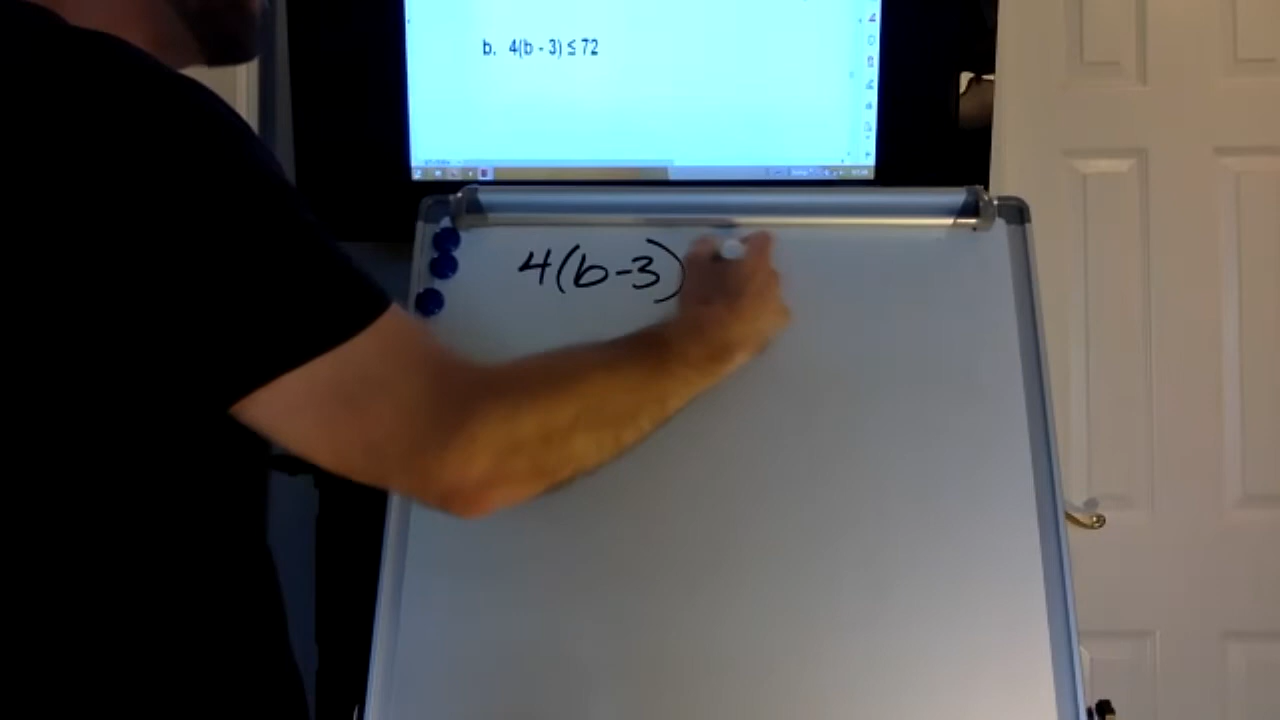 b. 4(b - 3) ≤ 72
4(b-3)